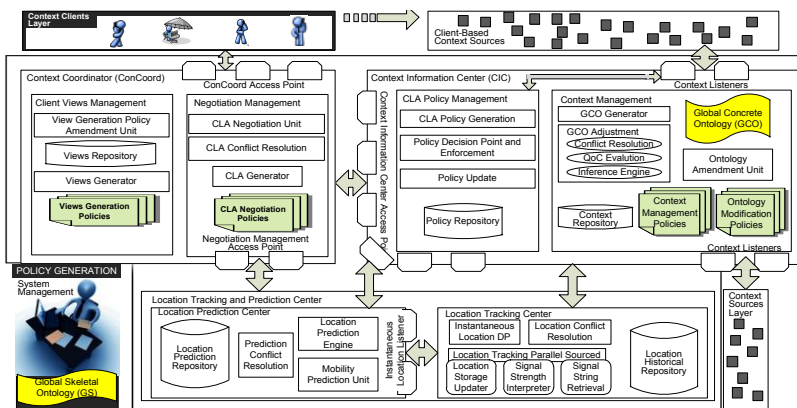 Context Clients
Layer
Client-Based
Context Sources
Context Coordinator (ConCoord)
ConCoord Access Point
Client Views Management
View Generation Policy
Amendment Unit
Views Repository
Views Generator
Views Generation
Policies
Negotiation Management
CLA Negotiation Unit
CLA Conflict Resolution
CLA Generator
CLA Negotiation
Policies
Negotiation Management
Access Point
Context Information Center Access Point
Context Information Center (CIC)
Context Listeners
CLA Policy Management
CLA Policy Generation
Policy Decision Point and
Enforcement
Policy Update
Policy Repository
Context Management
GCO Generator
GCO Adjustment
Conflict Resolution
QoC Evalution
Inference Engine
Context
Repository
Global Concrete
Ontology (GCO)
Ontology
Amendment Unit
Context
Management
Policies
Ontology
Modification
Policies
Context Listeners
POLICY GENERATION
System
Management
Global Skeletal
Ontology (GS)
Location Tracking and Prediction Center
Location Prediction Center
Location
Prediction
Repository
Prediction
Conflict
Resolution
Location
Prediction
Engine
Mobility
Prediction Unit
Instantaneous
Location Listener
Location Tracking Center
Instantaneous
Location DP
Location Conflict
Resolution
Location Tracking Parallel Sourced
Location
Storage
Updater
Signal
Strength
Interpreter
Signal
String
Retrieval
Location
Historical
Repository
Context
Sources
Layer